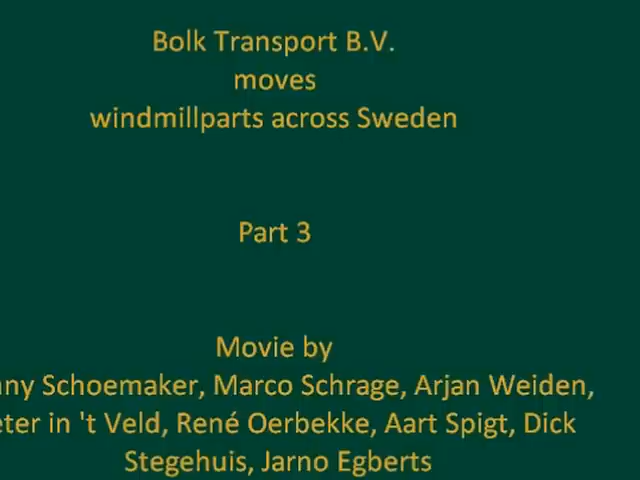 Bolk Transport B.V.
moves
windmillparts across Sweden
Part 3
Movie by
Schoemaker, Marco Schrage, Arjan Weiden,
in 't Veld, René Oerbekke, Aart Spigt, Dick
Stegehuis, Jarno Egberts